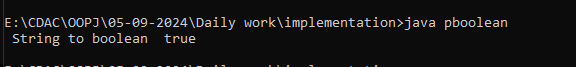 E:\CDAC\OOPJ\05-09-2024\Daily work\implementation>java pboolean
String to boolean  true